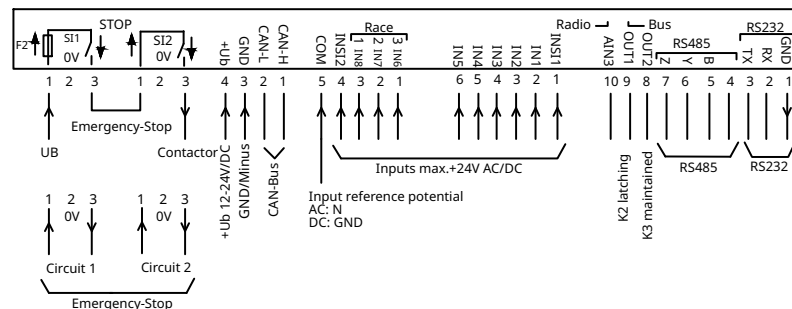 STOP
F2 SI1 0V SI2 0V
+Ub GND CAN-L CAN-H
Race
COM INSI2 1 IN8 2 IN7 3 IN6
IN5 IN4 IN3 IN2 IN1 INSI1
Radio Bus
AIN3 OUT1 OUT2
RS485
Z Y B
RS232
TX RX GND
1 2 3 1 2 3 4 3 2 1 5 4 3 2 1 6 5 4 3 2 1 10 9 8 7 6 5 4 3 2 1
Emergency-Stop
UB Contactor
+Ub 12-24V/DC
GND/Minus
CAN-Bus
Inputs max.+24V AC/DC
Input reference potential
AC: N
DC: GND
K2 latching
K3 maintained
RS485 RS232
1 2 3 1 2 3
0V 0V
Circuit 1 Circuit 2
Emergency-Stop